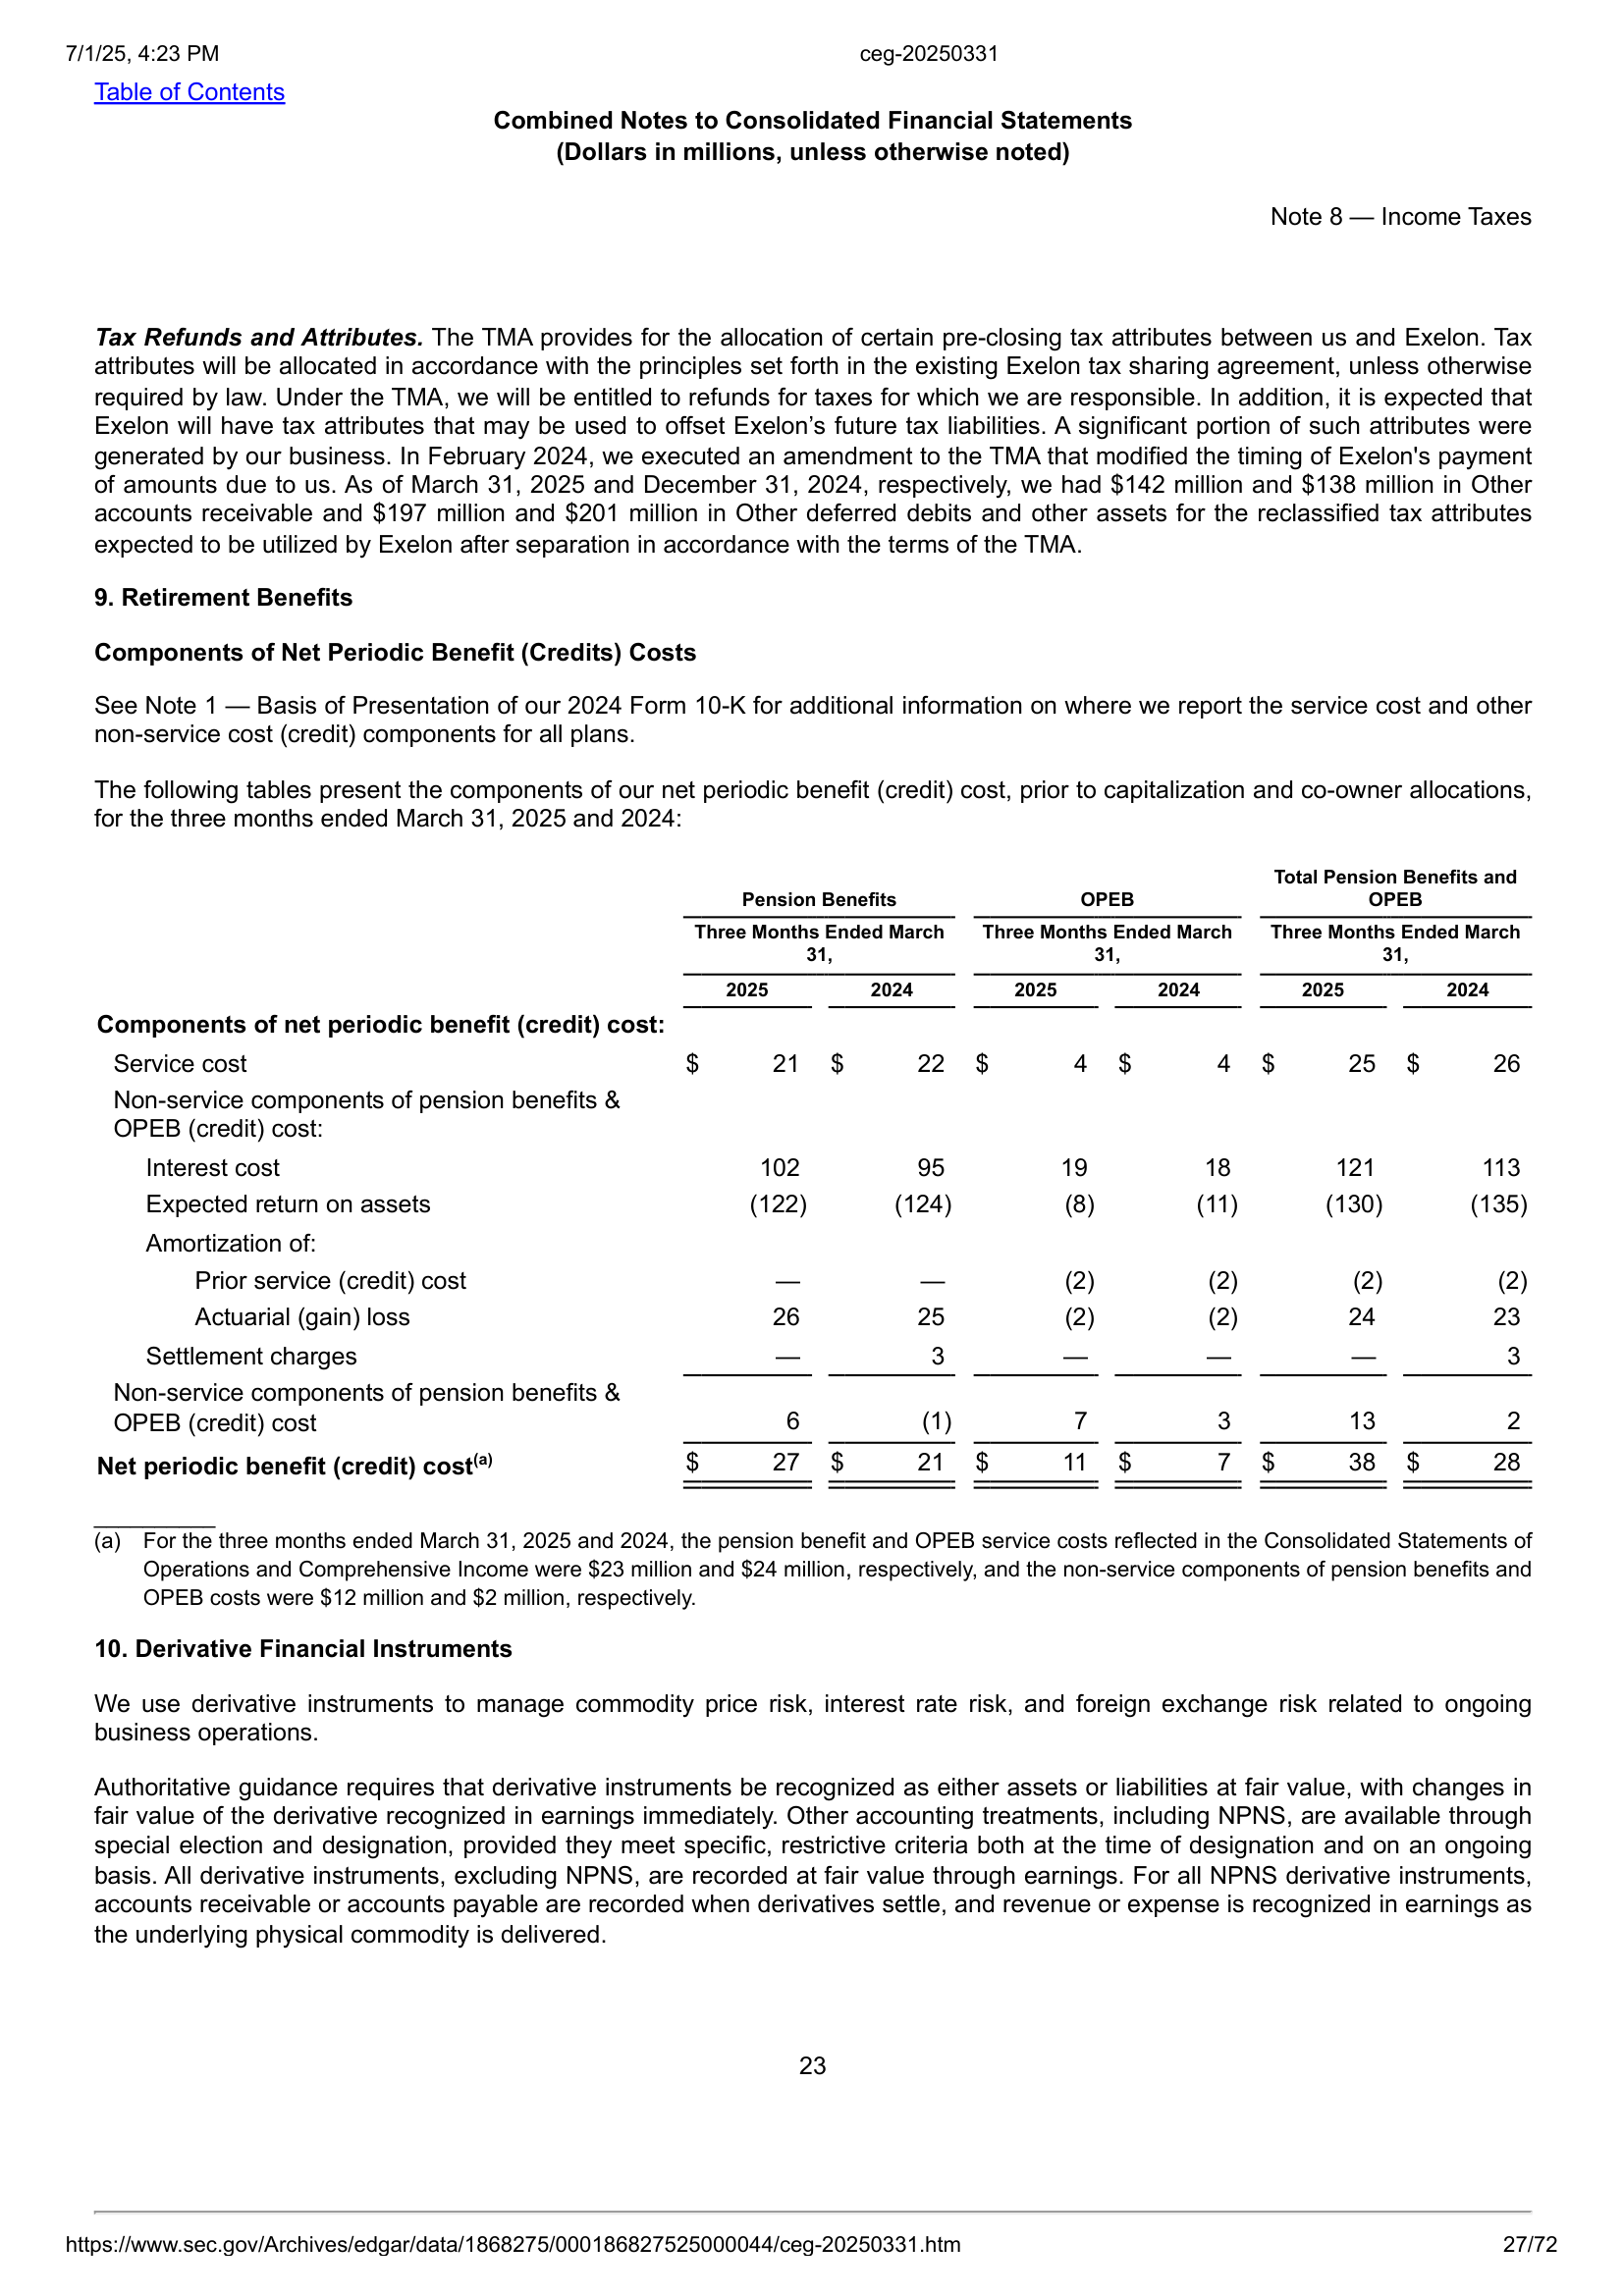 7/1/25, 4:23 PM ceg-20250331
Table of Contents
Combined Notes to Consolidated Financial Statements
(Dollars in millions, unless otherwise noted)
Note 8 — Income Taxes
Tax Refunds and Attributes. The TMA provides for the allocation of certain pre-closing tax attributes between us and Exelon. Tax
attributes will be allocated in accordance with the principles set forth in the existing Exelon tax sharing agreement, unless otherwise
required by law. Under the TMA, we will be entitled to refunds for taxes for which we are responsible. In addition, it is expected that
Exelon will have tax attributes that may be used to offset Exelon’s future tax liabilities. A significant portion of such attributes were
generated by our business. In February 2024, we executed an amendment to the TMA that modified the timing of Exelon's payment
of amounts due to us. As of March 31, 2025 and December 31, 2024, respectively, we had $142 million and $138 million in Other
accounts receivable and $197 million and $201 million in Other deferred debits and other assets for the reclassified tax attributes
expected to be utilized by Exelon after separation in accordance with the terms of the TMA.
9. Retirement Benefits
Components of Net Periodic Benefit (Credits) Costs
See Note 1 — Basis of Presentation of our 2024 Form 10-K for additional information on where we report the service cost and other
non-service cost (credit) components for all plans.
The following tables present the components of our net periodic benefit (credit) cost, prior to capitalization and co-owner allocations,
for the three months ended March 31, 2025 and 2024:
Total Pension Benefits and
Pension Benefits OPEB OPEB
Three Months Ended March Three Months Ended March Three Months Ended March
31, 31, 31,
2025 2024 2025 2024 2025 2024
Components of net periodic benefit (credit) cost:
Service cost $ 21 $ 22 $ 4 $ 4 $ 25 $ 26
Non-service components of pension benefits &
OPEB (credit) cost:
Interest cost 102 95 19 18 121 113
Expected return on assets (122) (124) (8) (11) (130) (135)
Amortization of:
Prior service (credit) cost — — (2) (2) (2) (2)
Actuarial (gain) loss 26 25 (2) (2) 24 23
Settlement charges — 3 — — — 3
Non-service components of pension benefits &
OPEB (credit) cost 6 (1) 7 3 13 2
Net periodic benefit (credit) cost(a) $ 27 $ 21 $ 11 $ 7 $ 38 $ 28
(a) For the three months ended March 31, 2025 and 2024, the pension benefit and OPEB service costs reflected in the Consolidated Statements of
Operations and Comprehensive Income were $23 million and $24 million, respectively, and the non-service components of pension benefits and
OPEB costs were $12 million and $2 million, respectively.
10. Derivative Financial Instruments
We use derivative instruments to manage commodity price risk, interest rate risk, and foreign exchange risk related to ongoing
business operations.
Authoritative guidance requires that derivative instruments be recognized as either assets or liabilities at fair value, with changes in
fair value of the derivative recognized in earnings immediately. Other accounting treatments, including NPNS, are available through
special election and designation, provided they meet specific, restrictive criteria both at the time of designation and on an ongoing
basis. All derivative instruments, excluding NPNS, are recorded at fair value through earnings. For all NPNS derivative instruments,
accounts receivable or accounts payable are recorded when derivatives settle, and revenue or expense is recognized in earnings as
the underlying physical commodity is delivered.
23
https://www.sec.gov/Archives/edgar/data/1868275/000186827525000044/ceg-20250331.htm 27/72